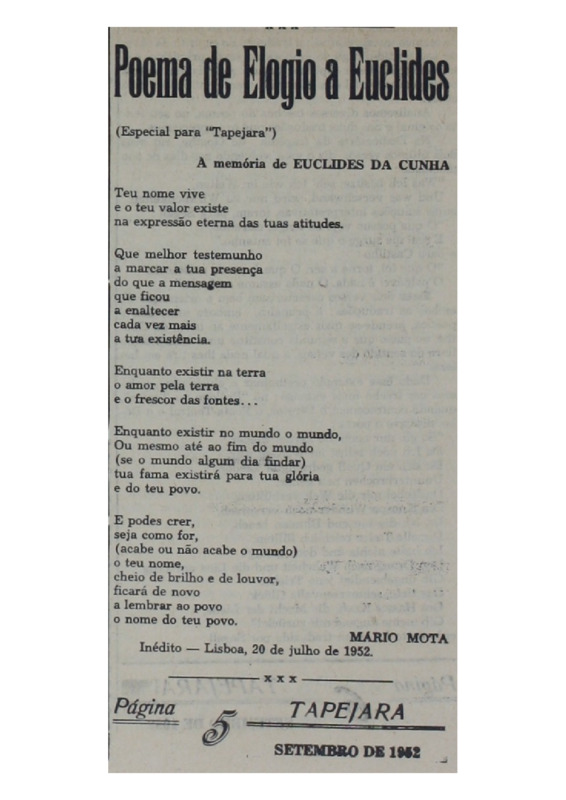 x x x
Poema de Elogio a Euclides
(Especial para "Tapejara")
A memória de EUCLIDES DA CUNHA
Teu nome vive
e o teu valor existe
na expressão eterna das tuas atitudes.
Que melhor testemunho
a marcar a tua presença
do que a mensagem
que ficou
a enaltecer
cada vez mais
a tua existência.
Enquanto existir na terra
o amor pela terra
e o frescor das fontes...
Enquanto existir no mundo o mundo,
Ou mesmo até ao fim do mundo
(se o mundo algum dia findar)
tua fama existirá para tua glória
e do teu povo.
E podes crer,
seja como for,
(acabe ou não acabe o mundo)
o teu nome,
cheio de brilho e de louvor,
ficará de novo
a lembrar ao povo
o nome do teu povo.
MÁRIO MOTA
Inédito — Lisboa, 20 de julho de 1952.
x x x
Página 5 TAPEJARA
SETEMBRO DE 1952